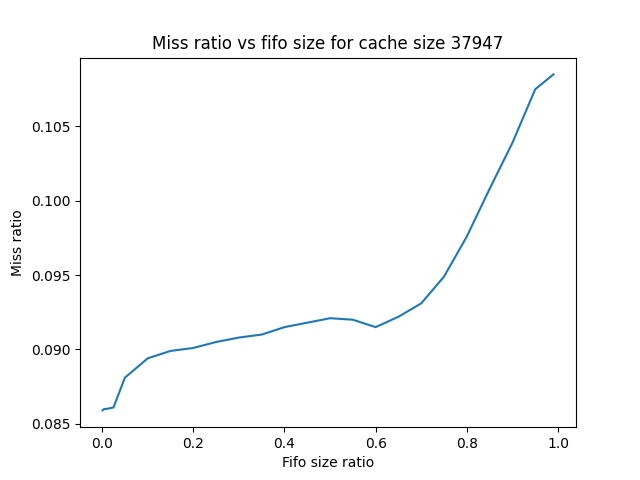 Miss ratio vs fifo size for cache size 37947
0.105
0.100
0.095
0.090
0.085
Miss ratio
0.0 0.2 0.4 0.6 0.8 1.0
Fifo size ratio